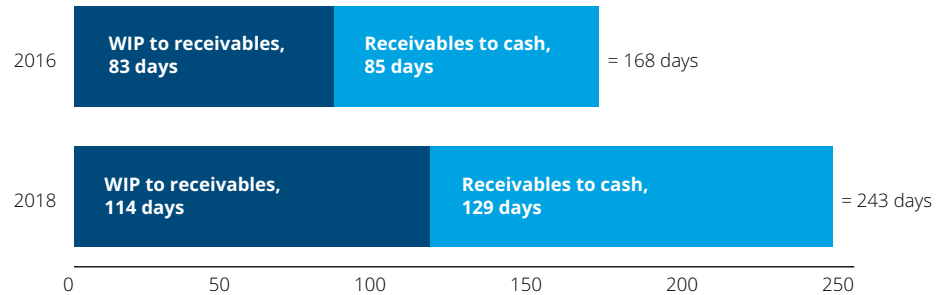 2016
WIP to receivables,
83 days
Receivables to cash,
85 days
= 168 days
2018
WIP to receivables,
114 days
Receivables to cash,
129 days
= 243 days
0 50 100 150 200 250